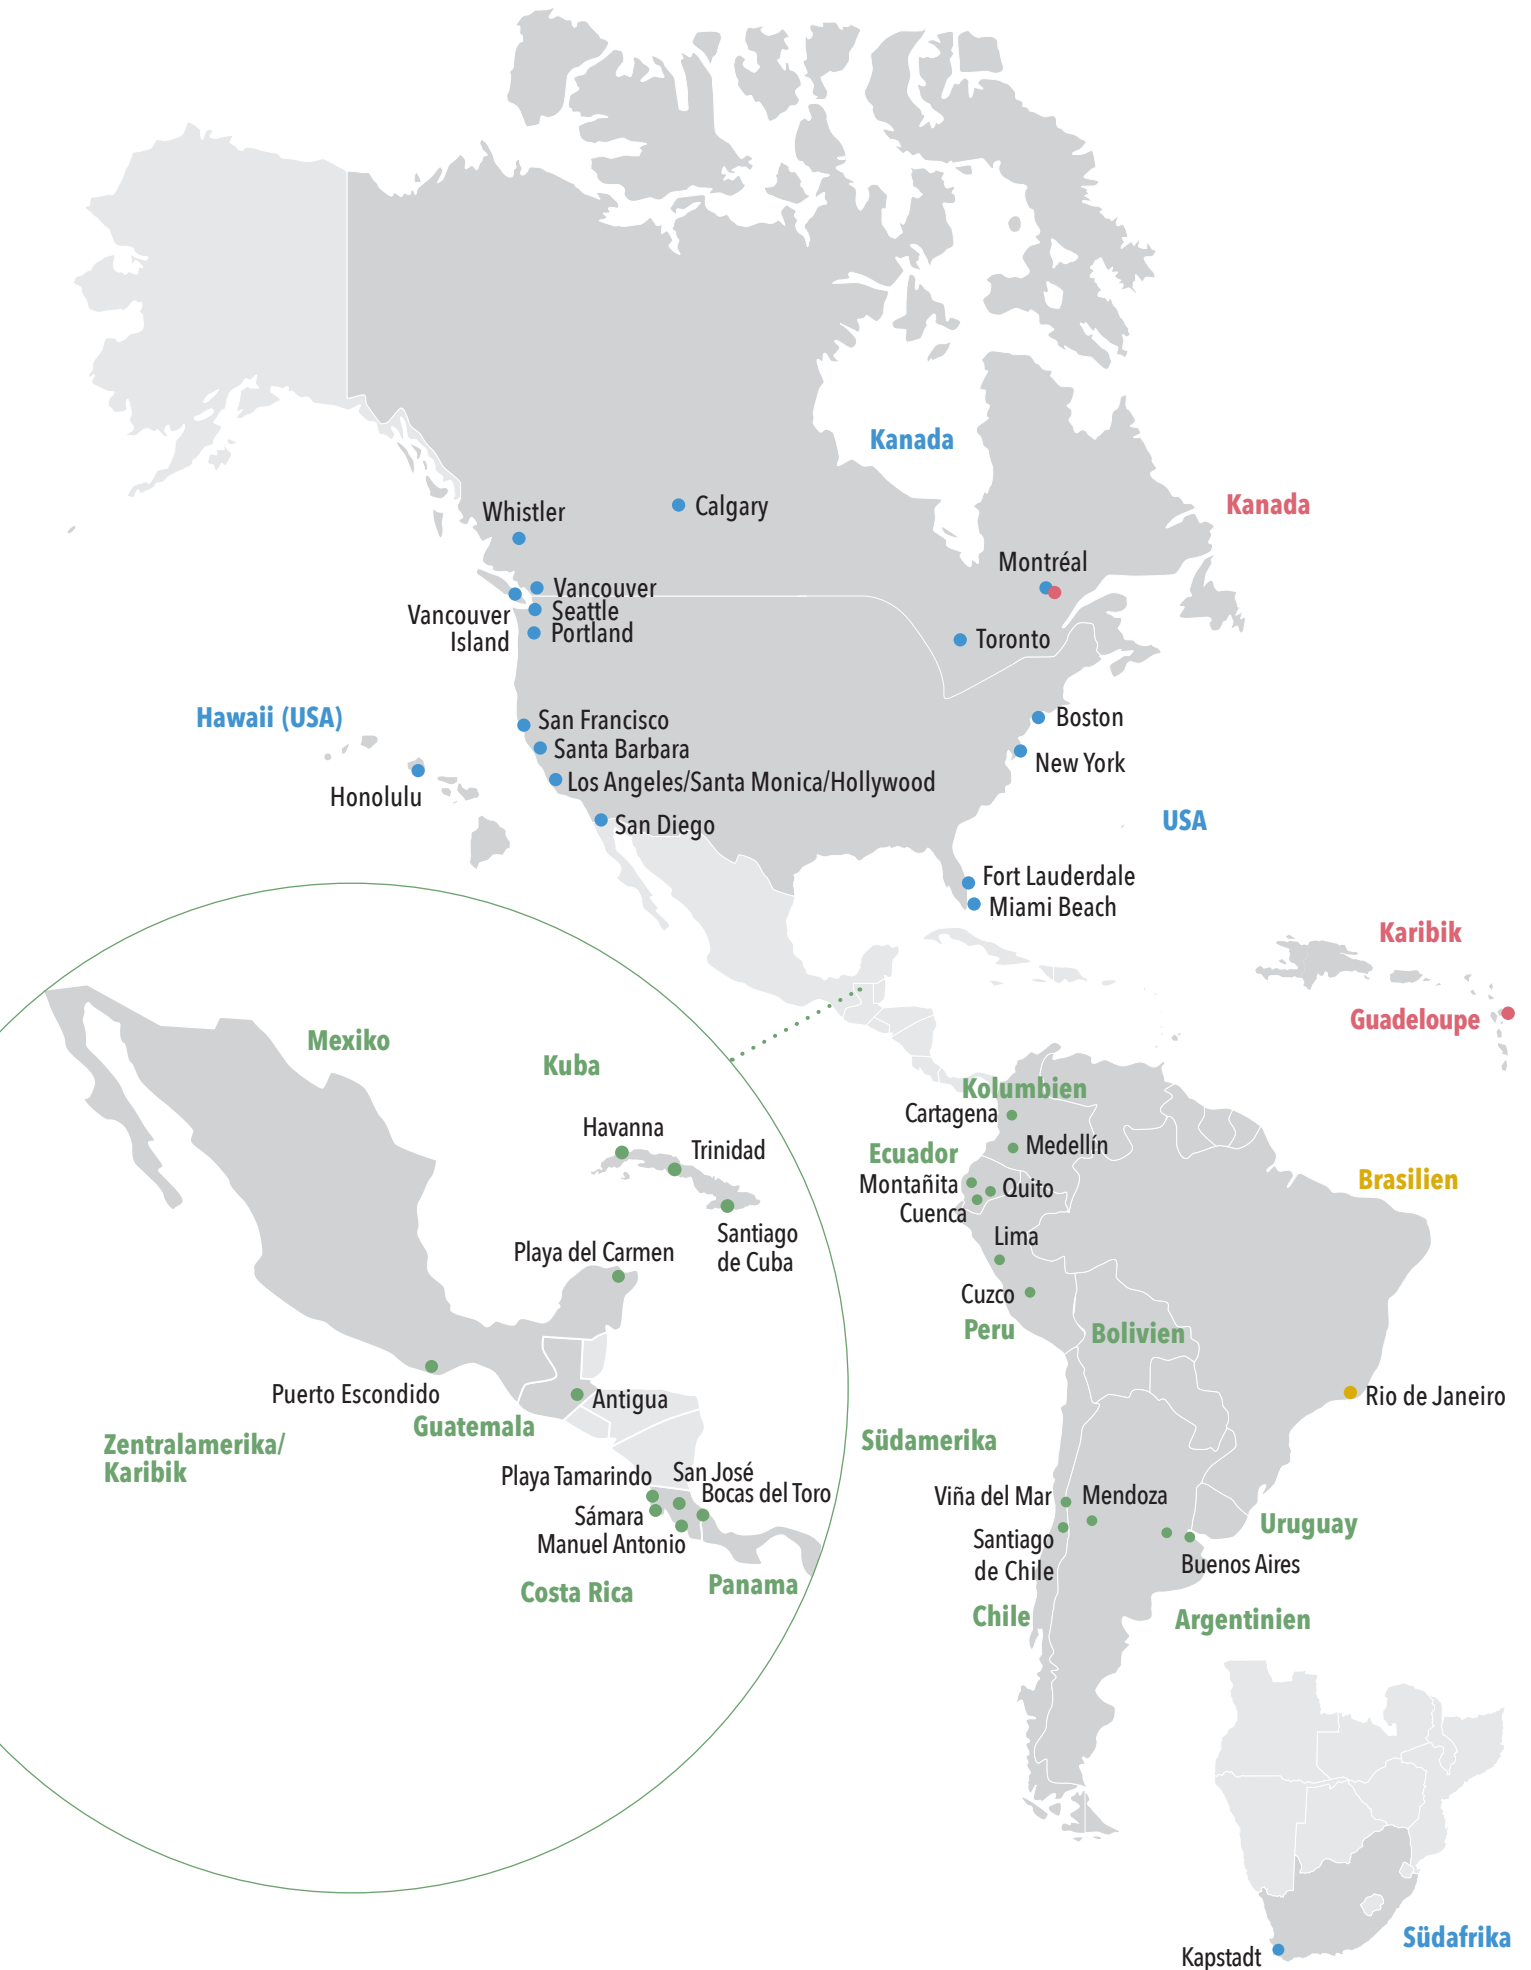 Kanada
Kanada
Whistler
Calgary
Montréal
Vancouver
Vancouver
Island
Seattle
Portland
Toronto
Hawaii (USA)
San Francisco
Boston
Santa Barbara
New York
Los Angeles/Santa Monica/Hollywood
Honolulu
San Diego
USA
Fort Lauderdale
Miami Beach
Karibik
Guadeloupe
Mexiko
Kuba
Havanna
Trinidad
Santiago
de Cuba
Playa del Carmen
Puerto Escondido
Antigua
Guatemala
Zentralamerika/
Karibik
Playa Tamarindo
San José
Bocas del Toro
Sámara
Manuel Antonio
Costa Rica
Panama
Kolumbien
Cartagena
Medellín
Ecuador
Montañita
Quito
Cuenca
Brasilien
Lima
Cuzco
Peru
Bolivien
Rio de Janeiro
Südamerika
Viña del Mar
Mendoza
Santiago
de Chile
Uruguay
Buenos Aires
Chile
Argentinien
Südafrika
Kapstadt